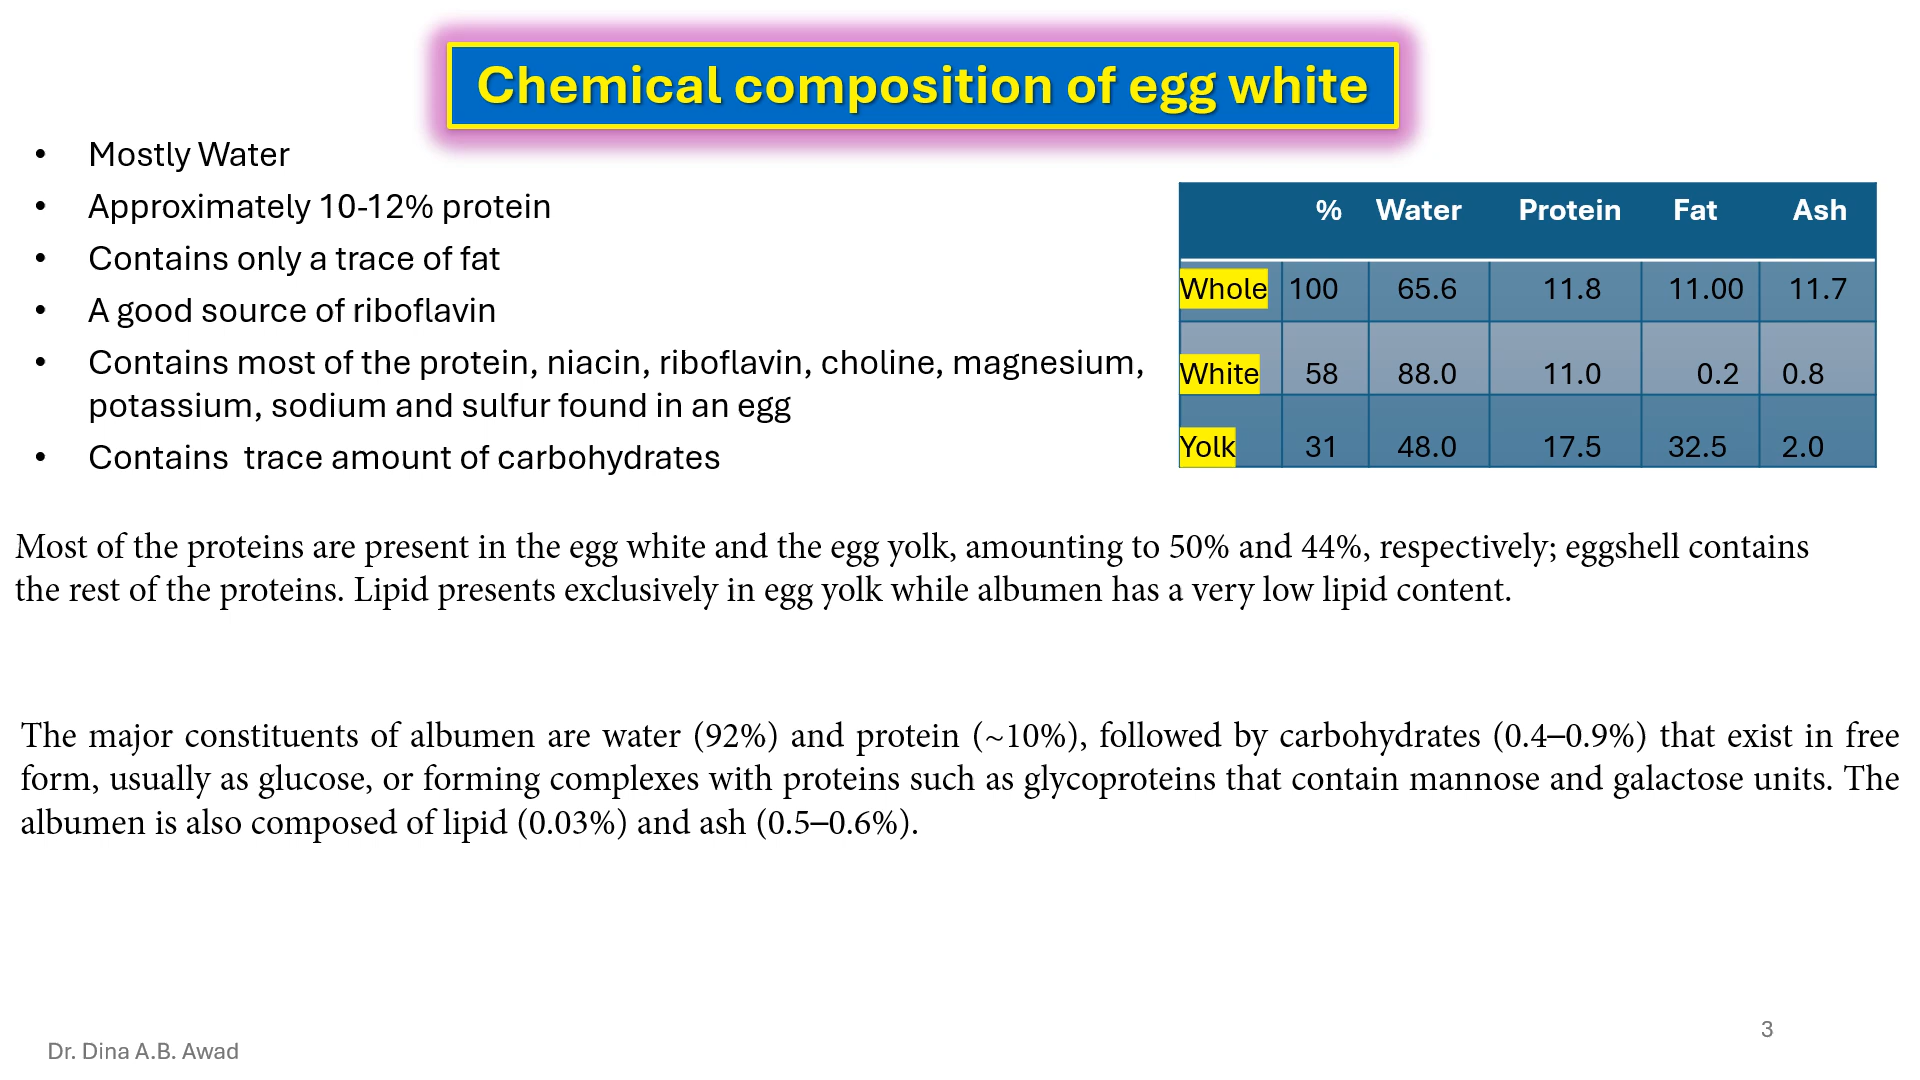 Chemical composition of egg white
• Mostly Water
• Approximately 10-12% protein
• Contains only a trace of fat
• A good source of riboflavin
• Contains most of the protein, niacin, riboflavin, choline, magnesium,
potassium, sodium and sulfur found in an egg
• Contains  trace amount of carbohydrates
% Water Protein Fat Ash
Whole 100 65.6 11.8 11.00 11.7
White 58 88.0 11.0 0.2 0.8
Yolk 31 48.0 17.5 32.5 2.0
Most of the proteins are present in the egg white and the egg yolk, amounting to 50% and 44%, respectively; eggshell contains
the rest of the proteins. Lipid presents exclusively in egg yolk while albumen has a very low lipid content.
The major constituents of albumen are water (92%) and protein (~10%), followed by carbohydrates (0.4–0.9%) that exist in free
form, usually as glucose, or forming complexes with proteins such as glycoproteins that contain mannose and galactose units. The
albumen is also composed of lipid (0.03%) and ash (0.5–0.6%).
3
Dr. Dina A.B. Awad